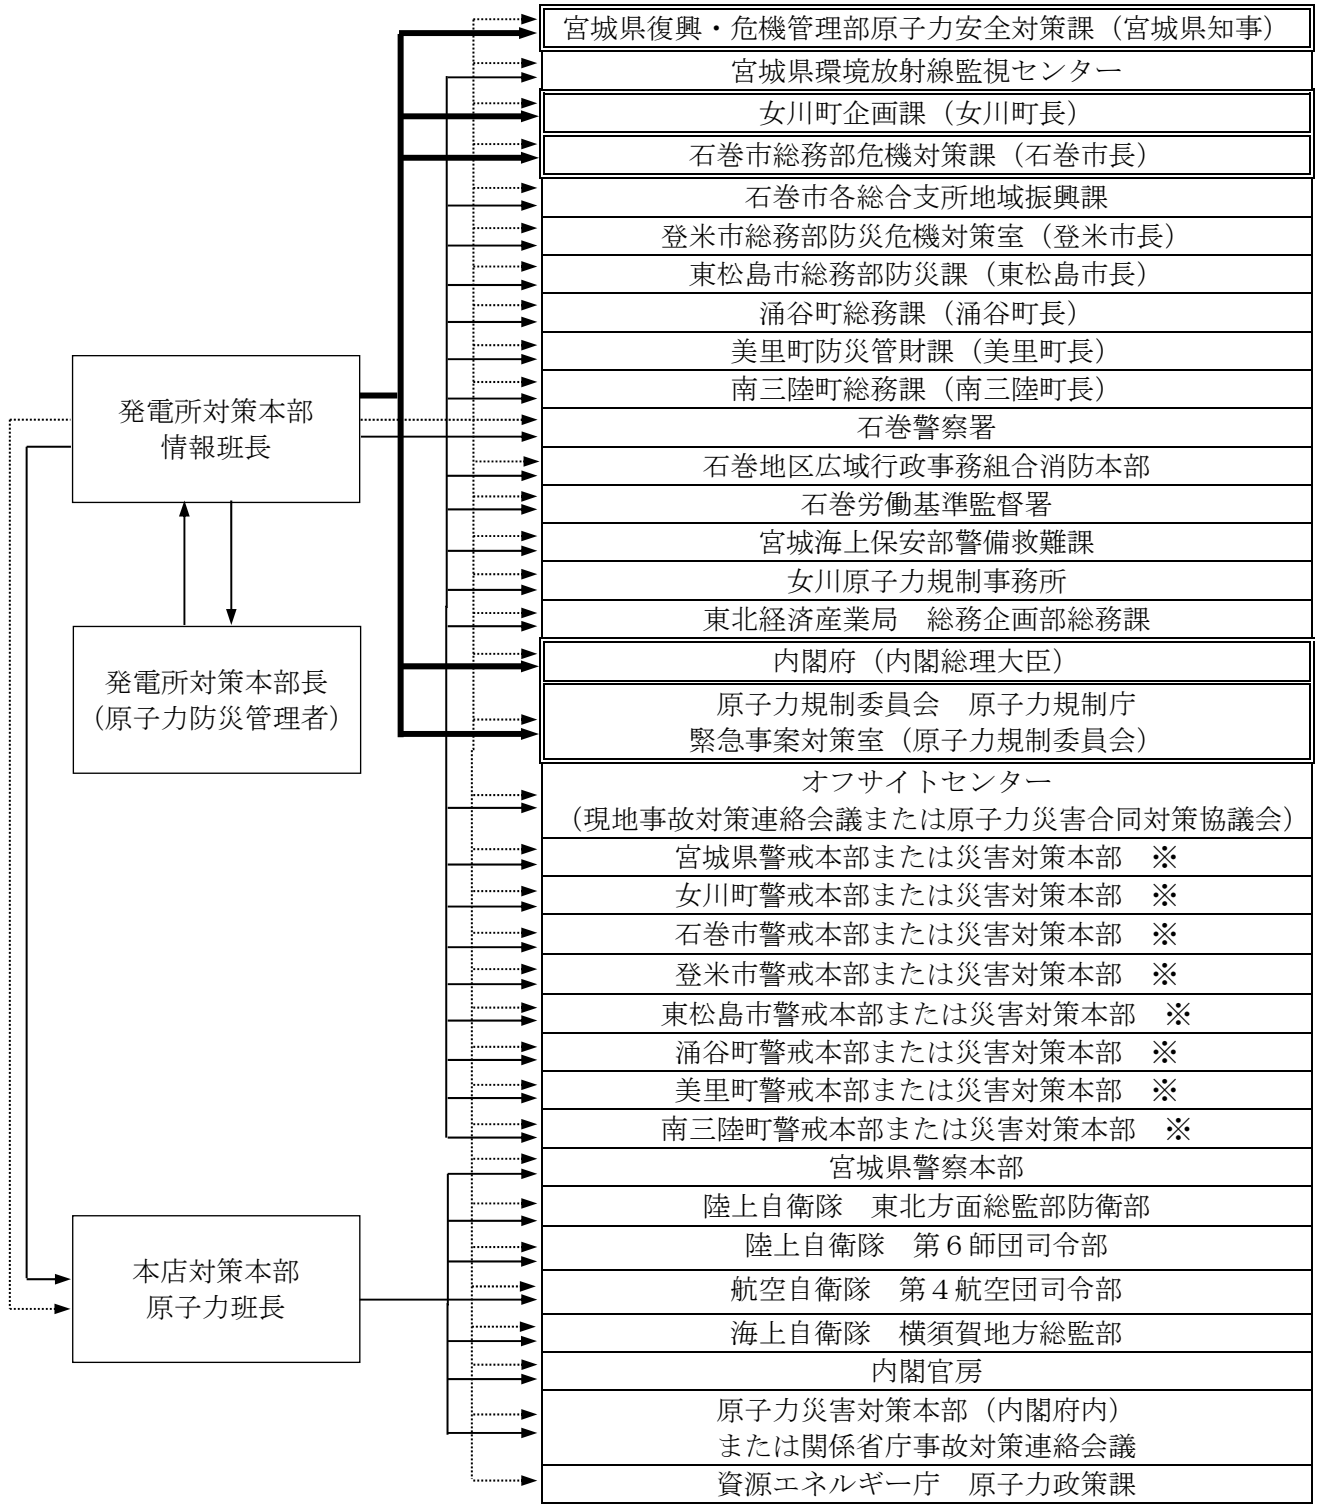 宮城県復興・危機管理部原子力安全対策課（宮城県知事）
宮城県環境放射線監視センター
女川町企画課（女川町長）
石巻市総務部危機対策課（石巻市長）
石巻市各総合支所地域振興課
登米市総務部防災危機対策室（登米市長）
東松島市総務部防災課（東松島市長）
涌谷町総務課（涌谷町長）
美里町防災管財課（美里町長）
南三陸町総務課（南三陸町長）
石巻警察署
石巻地区広域行政事務組合消防本部
石巻労働基準監督署
宮城海上保安部警備救難課
女川原子力規制事務所
東北経済産業局　総務企画部総務課
内閣府（内閣総理大臣）
原子力規制委員会　原子力規制庁
緊急事案対策室（原子力規制委員会）
オフサイトセンター
（現地事故対策連絡会議または原子力災害合同対策協議会）
宮城県警戒本部または災害対策本部　※
女川町警戒本部または災害対策本部　※
石巻市警戒本部または災害対策本部　※
登米市警戒本部または災害対策本部　※
東松島市警戒本部または災害対策本部　※
涌谷町警戒本部または災害対策本部　※
美里町警戒本部または災害対策本部　※
南三陸町警戒本部または災害対策本部　※
宮城県警察本部
陸上自衛隊　東北方面総監部防衛部
陸上自衛隊　第６師団司令部
航空自衛隊　第４航空団司令部
海上自衛隊　横須賀地方総監部
内閣官房
原子力災害対策本部（内閣府内）
または関係省庁事故対策連絡会議
資源エネルギー庁　原子力政策課
発電所対策本部
情報班長
発電所対策本部長
（原子力防災管理者）
本店対策本部
原子力班長